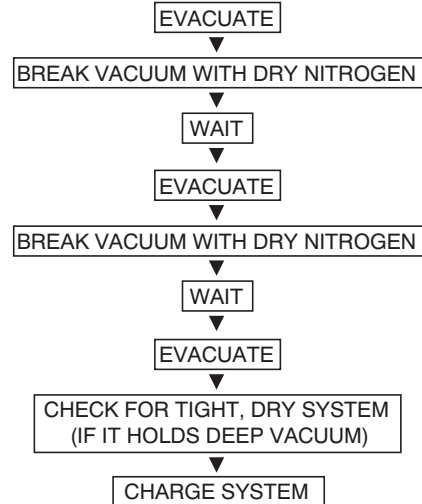 EVACUATE
BREAK VACUUM WITH DRY NITROGEN
WAIT
EVACUATE
BREAK VACUUM WITH DRY NITROGEN
WAIT
EVACUATE
CHECK FOR TIGHT, DRY SYSTEM
(IF IT HOLDS DEEP VACUUM)
CHARGE SYSTEM